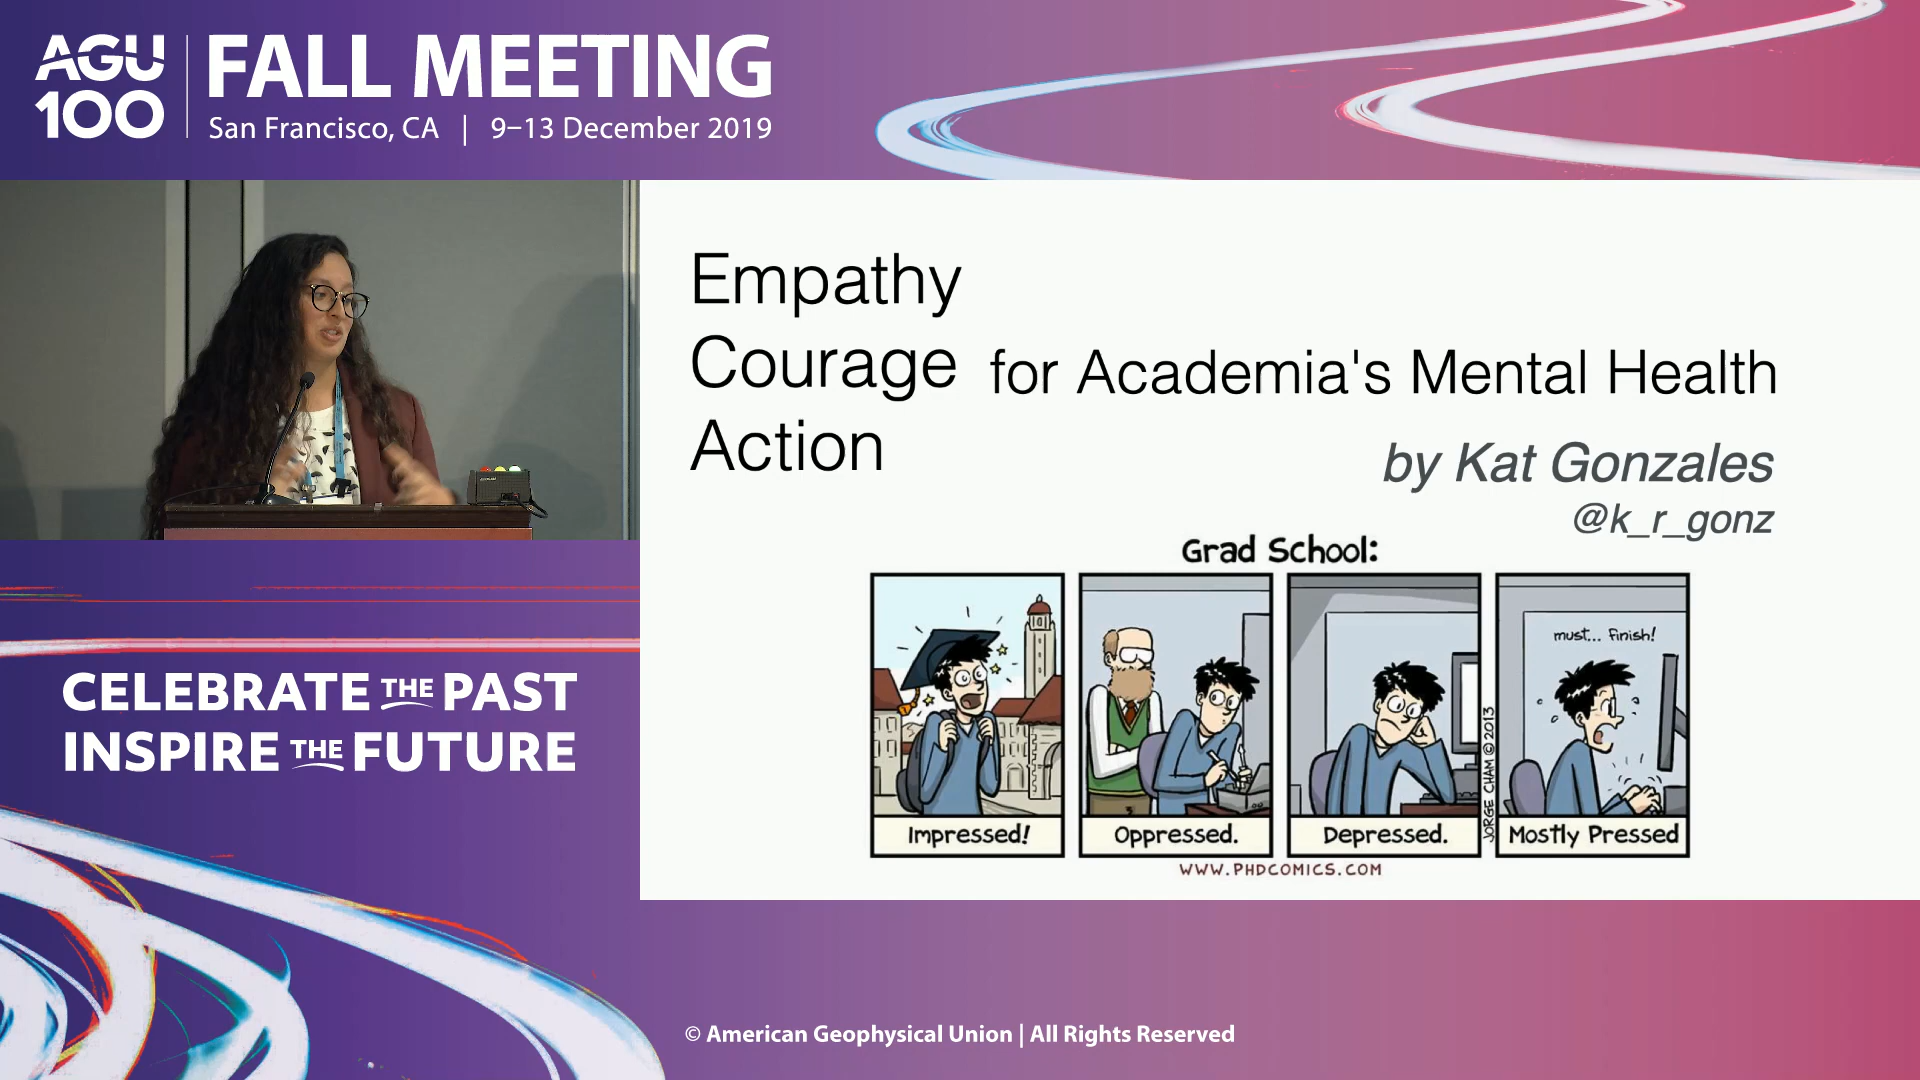 AGU
100
FALL MEETING
San Francisco, CA | 9–13 December 2019
Empathy
Courage
Action
for Academia's Mental Health
by Kat Gonzales
@k_r_gonz
Grad School:
must... finish!
Impressed!
Oppressed.
Depressed.
Mostly Pressed
JORGE CHAM © 2013
WWW.PHDCOMICS.COM
CELEBRATE THE PAST
INSPIRE THE FUTURE
© American Geophysical Union | All Rights Reserved